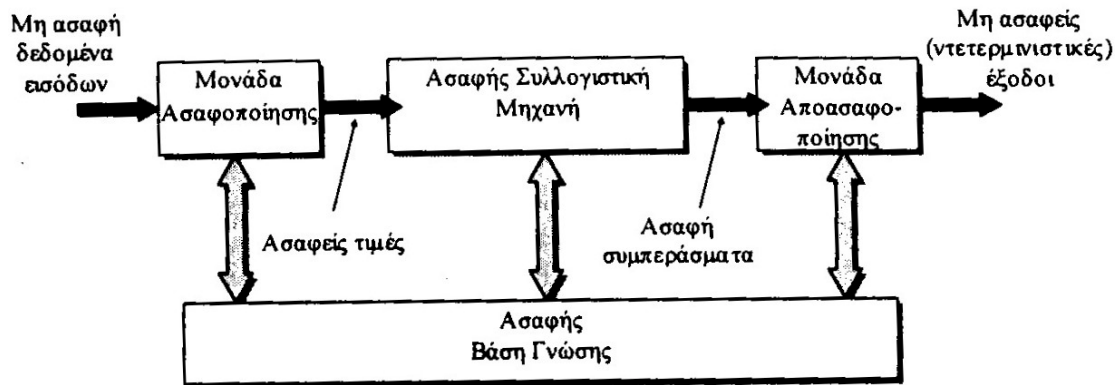 Μη ασαφή
δεδομένα
εισόδων
Μονάδα
Ασαφοποίησης
Ασαφής Συλλογιστική
Μηχανή
Μονάδα
Αποασαφο-
ποίησης
Μη ασαφείς
(ντετερμινιστικές)
έξοδοι
Ασαφείς τιμές
Ασαφή
συμπεράσματα
Ασαφής
Βάση Γνώσης